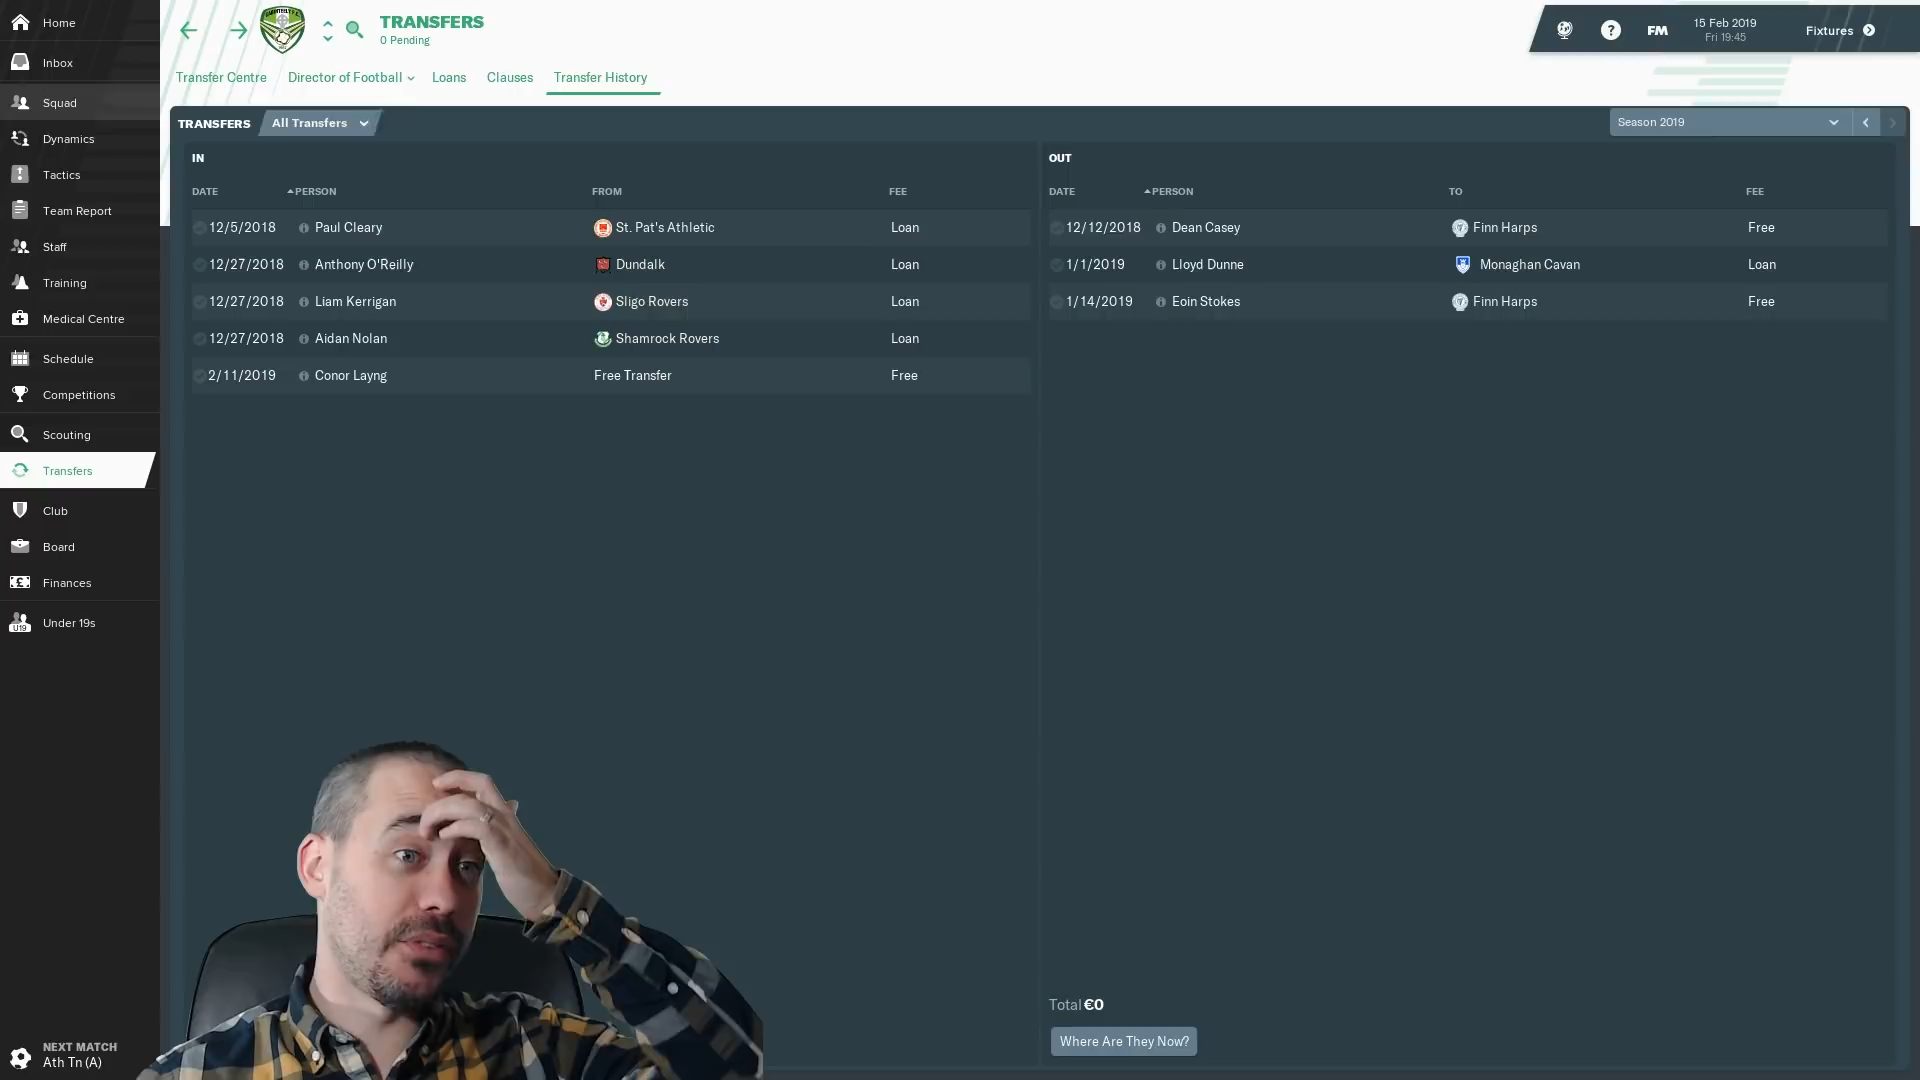 Home
Inbox
Squad
Dynamics
Tactics
Team Report
Staff
Training
Medical Centre
Schedule
Competitions
Scouting
Transfers
Club
Board
Finances
U19
Under 19s
NEXT MATCH
Ath Tn (A)
TRANSFERS
0 Pending
FM
15 Feb 2019
Fri 19:45
Fixtures
Transfer Centre Director of Football Loans Clauses Transfer History
TRANSFERS All Transfers
Season 2019
IN
DATE PERSON FROM FEE
12/5/2018 Paul Cleary St. Pat's Athletic Loan
12/27/2018 Anthony O'Reilly Dundalk Loan
12/27/2018 Liam Kerrigan Sligo Rovers Loan
12/27/2018 Aidan Nolan Shamrock Rovers Loan
2/11/2019 Conor Layng Free Transfer Free
OUT
DATE PERSON TO FEE
12/12/2018 Dean Casey Finn Harps Free
1/1/2019 Lloyd Dunne Monaghan Cavan Loan
1/14/2019 Eoin Stokes Finn Harps Free
Total €0
Where Are They Now?